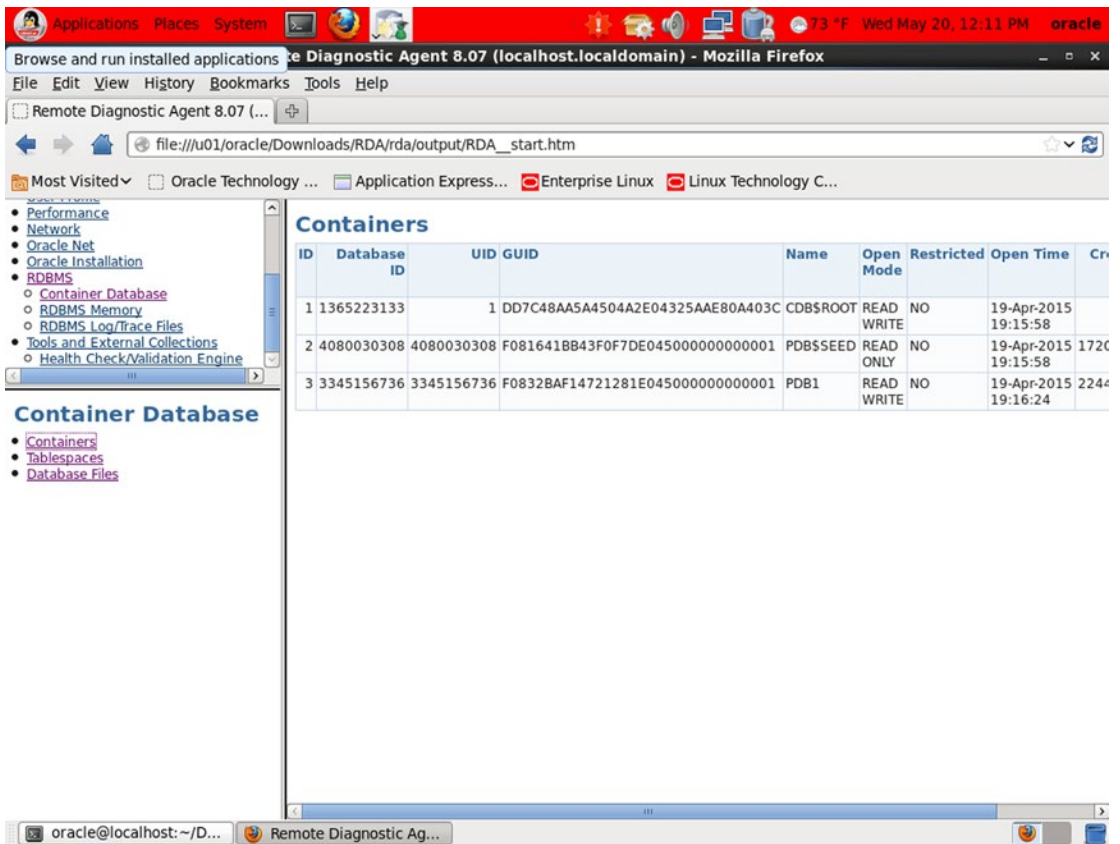 Applications Places System 73 °F Wed May 20, 12:11 PM oracle
Browse and run installed applications
te Diagnostic Agent 8.07 (localhost.localdomain) - Mozilla Firefox
File Edit View History Bookmarks Tools Help
Remote Diagnostic Agent 8.07 (...
file:///u01/oracle/Downloads/RDA/rda/output/RDA__start.htm
Most Visited Oracle Technology ... Application Express... Enterprise Linux Linux Technology C...
User Profile
Performance
Network
Oracle Net
Oracle Installation
RDBMS
Container Database
RDBMS Memory
RDBMS Log/Trace Files
Tools and External Collections
Health Check/Validation Engine
Container Database
Containers
Tablespaces
Database Files
Containers
ID Database UID GUID Name Open Restricted Open Time Cr
ID Mode
1 1365223133 1 DD7C48AA5A4504A2E04325AAE80A403C CDB$ROOT READ NO 19-Apr-2015
WRITE 19:15:58
2 4080030308 4080030308 F081641BB43F0F7DE045000000000001 PDB$SEED READ NO 19-Apr-2015 1720
ONLY 19:15:58
3 3345156736 3345156736 F0832BAF14721281E045000000000001 PDB1 READ NO 19-Apr-2015 2244
WRITE 19:16:24
oracle@localhost:~/D... Remote Diagnostic Ag...